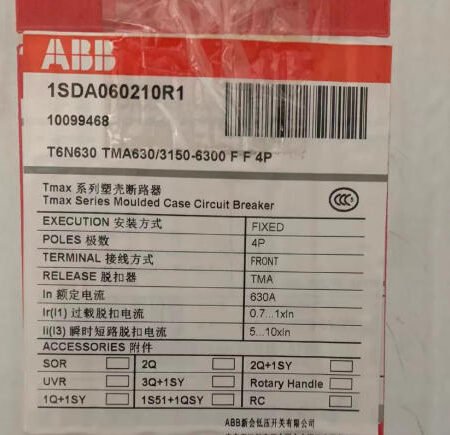 ABB
1SDA060210R1
10099468
T6N630 TMA630/3150-6300 F F 4P
Tmax 系列塑壳断路器
Tmax Series Moulded Case Circuit Breaker
CCC
EXECUTION 安装方式 FIXED
POLES 极数 4P
TERMINAL 接线方式 FRONT
RELEASE 脱扣器 TMA
In 额定电流 630A
Ir(I1) 过载脱扣电流 0.7...1xIn
Ii(I3) 瞬时短路脱扣电流 5...10xin
ACCESSORIES 附件
SOR 2Q 2Q+1SY
UVR 3Q+1SY Rotary Handle
1Q+1SY 1S51+1QSY RC
ABB新会低压开关有限公司